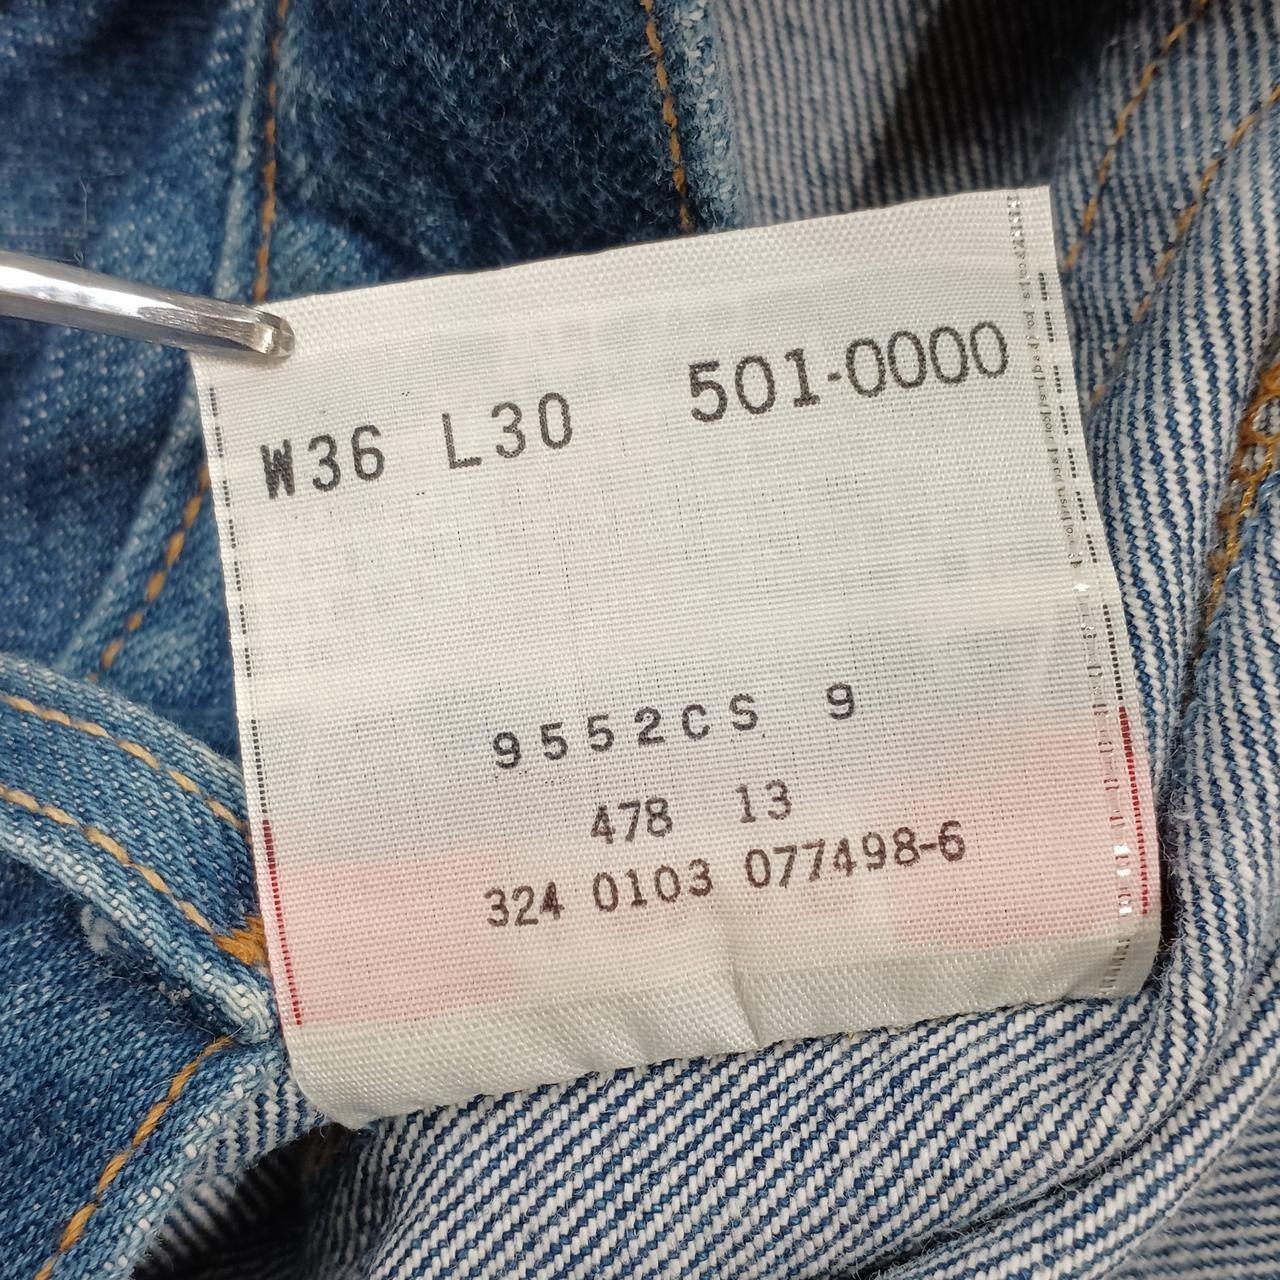 W36 L30 501-0000
9552CS 9
478 13
324 0103 077498-6